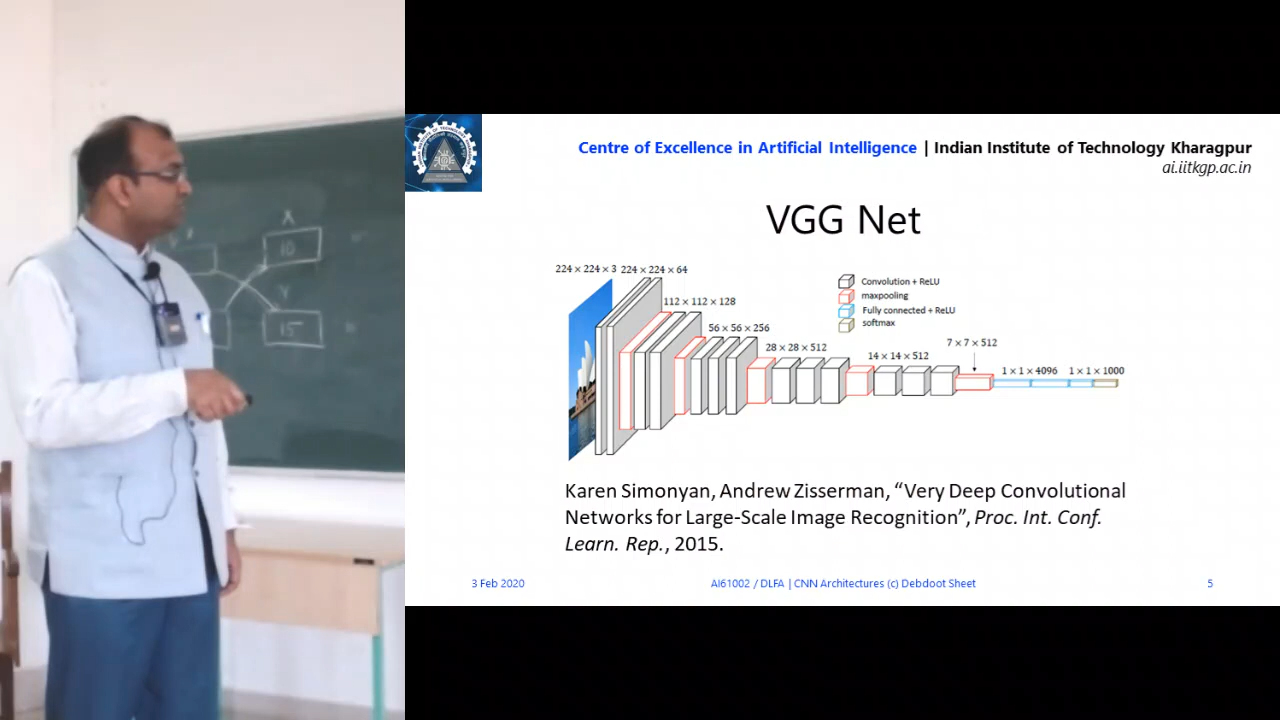 Centre of Excellence in Artificial Intelligence | Indian Institute of Technology Kharagpur
ai.iitkgp.ac.in
VGG Net
224 × 224 × 3 224 × 224 × 64
112 × 112 × 128
56 × 56 × 256
28 × 28 × 512
14 × 14 × 512
7 × 7 × 512
1 × 1 × 4096 1 × 1 × 1000
Convolution + ReLU
maxpooling
Fully connected + ReLU
softmax
Karen Simonyan, Andrew Zisserman, “Very Deep Convolutional
Networks for Large-Scale Image Recognition”, Proc. Int. Conf.
Learn. Rep., 2015.
3 Feb 2020
AI61002 / DLFA | CNN Architectures (c) Debdoot Sheet
5
X
10
Y
15